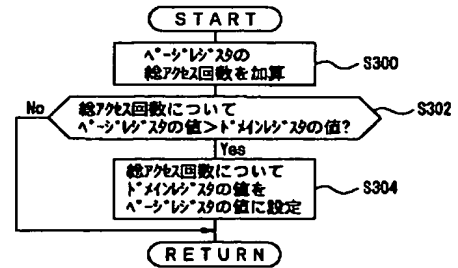 START
ページレジスタの
総アクセス回数を加算
S300
No
総アクセス回数について
ページレジスタの値>ドメインレジスタの値?
S302
Yes
総アクセス回数について
ドメインレジスタの値を
ページレジスタの値に設定
S304
RETURN